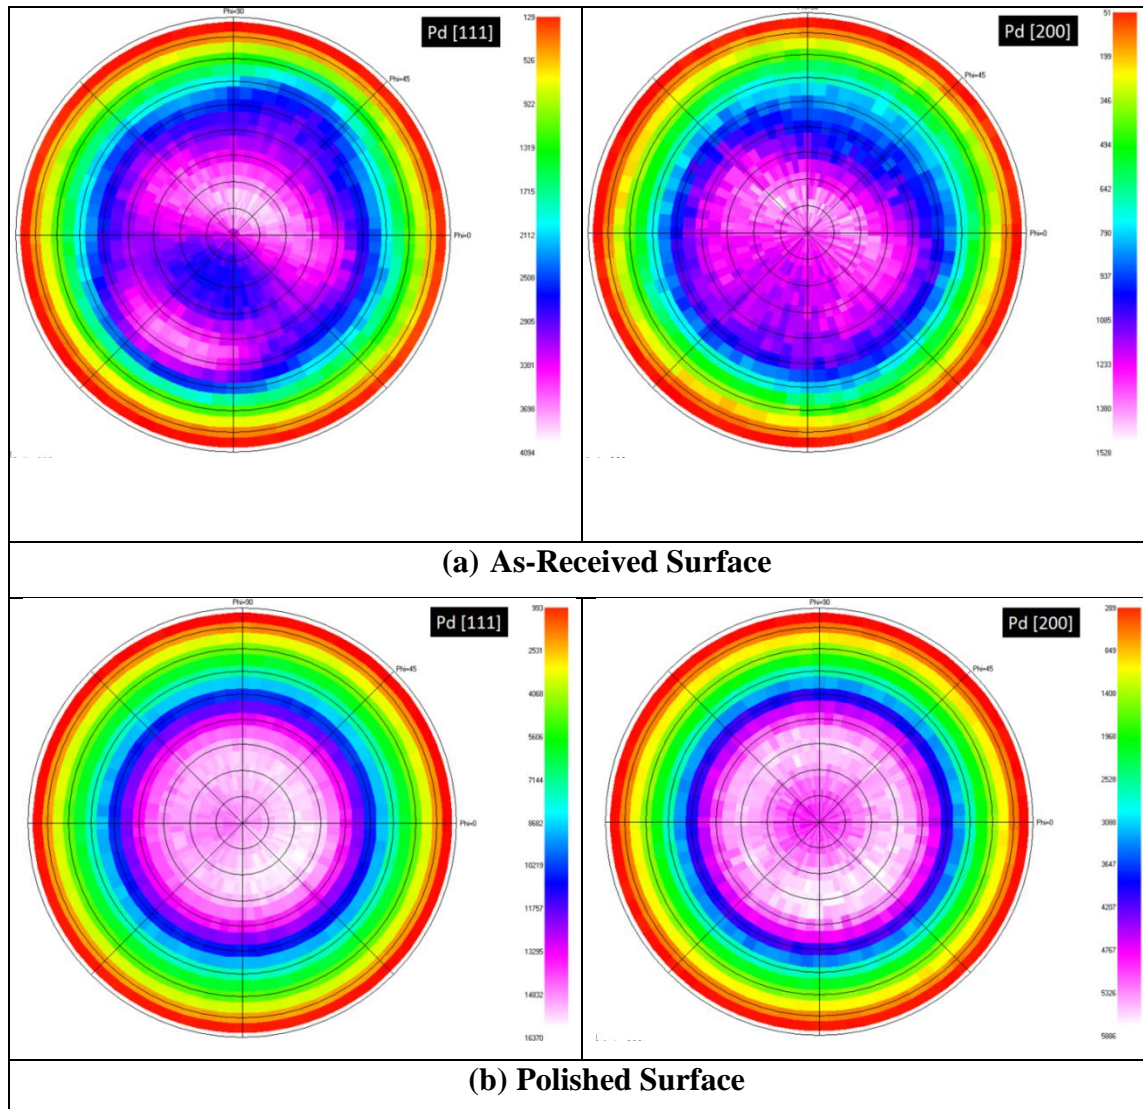 Phi=90
Pd [111]
Phi=45
Phi=0
129
526
922
1319
1715
2112
2508
2905
3301
3698
4094
Pd [200]
Phi=45
Phi=0
51
199
346
494
642
790
937
1085
1233
1380
1528
(a) As-Received Surface
Phi=90
Pd [111]
Phi=45
Phi=0
993
2531
4068
5606
7144
8682
10219
11757
13295
14832
16370
Phi=90
Pd [200]
Phi=45
Phi=0
289
849
1408
1968
2528
3088
3647
4207
4767
5326
5886
(b) Polished Surface